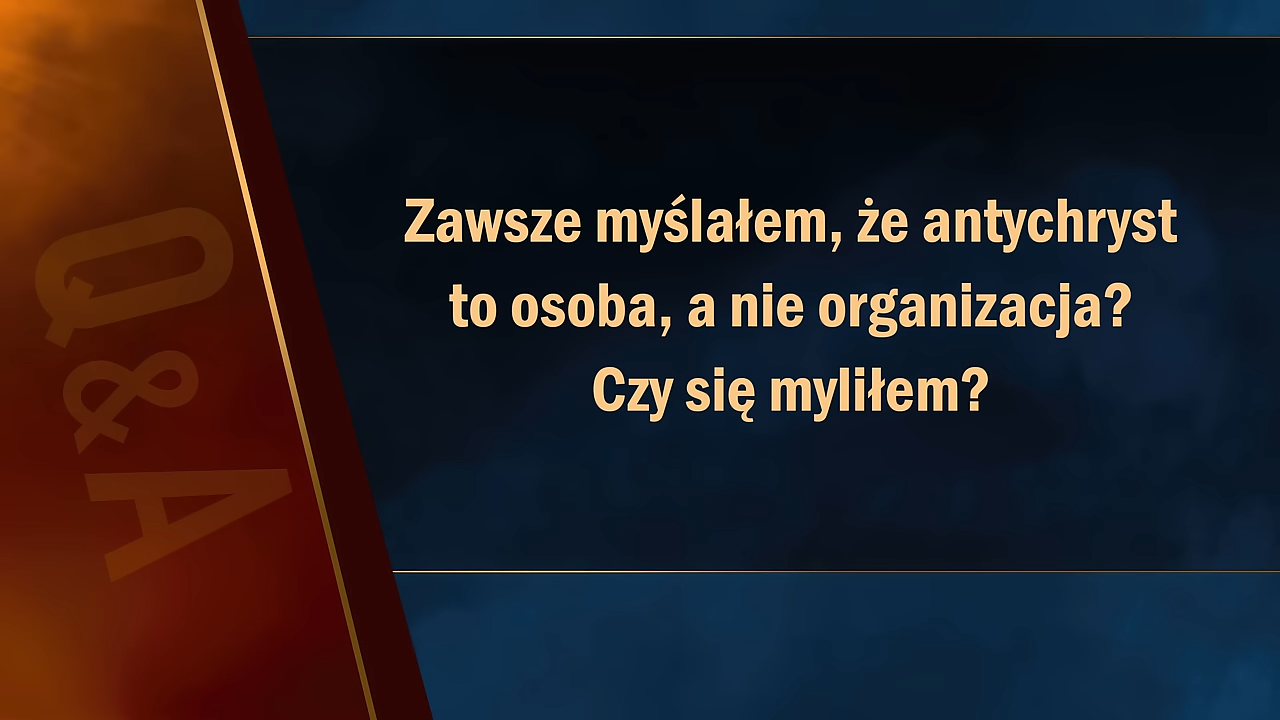 Q & A
Zawsze myślałem, że antychryst
to osoba, a nie organizacja?
Czy się myliłem?